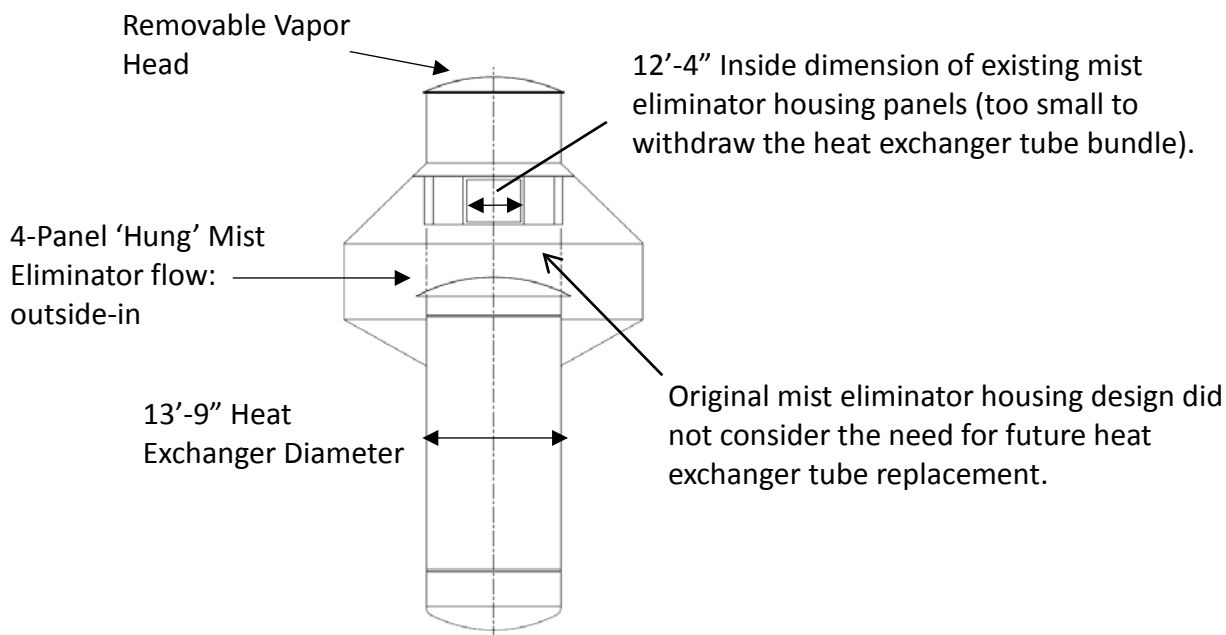 Removable Vapor
Head
12’-4” Inside dimension of existing mist
eliminator housing panels (too small to
withdraw the heat exchanger tube bundle).
4-Panel ‘Hung’ Mist
Eliminator flow:
outside-in
13’-9” Heat
Exchanger Diameter
Original mist eliminator housing design did
not consider the need for future heat
exchanger tube replacement.